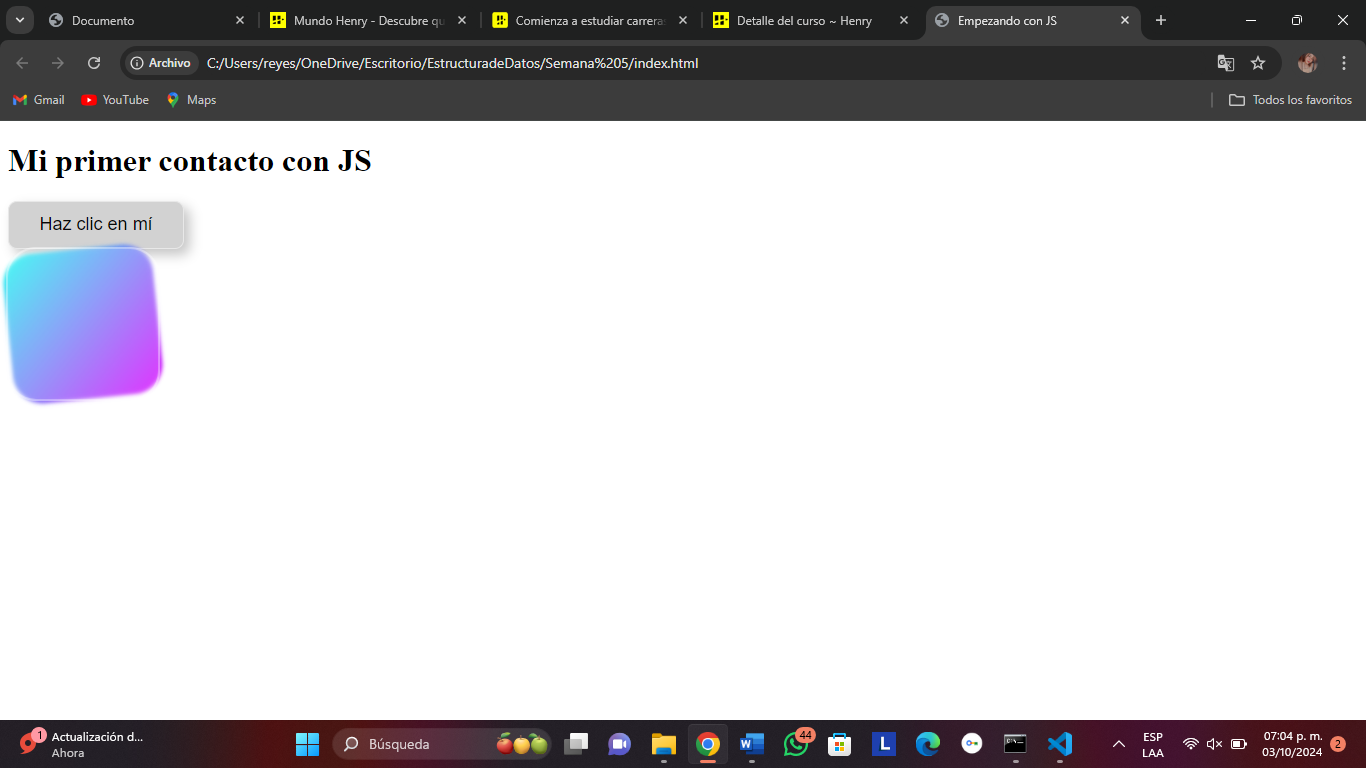 Documento
Mundo Henry - Descubre qu
Comienza a estudiar carrera
Detalle del curso ~ Henry
Empezando con JS
Archivo
C:/Users/reyes/OneDrive/Escritorio/EstructuradeDatos/Semana%205/index.html
Gmail
YouTube
Maps
Todos los favoritos
Mi primer contacto con JS
Haz clic en mí
1
Actualización d...
Ahora
Búsqueda
44
L
ESP
LAA
07:04 p. m.
03/10/2024
2